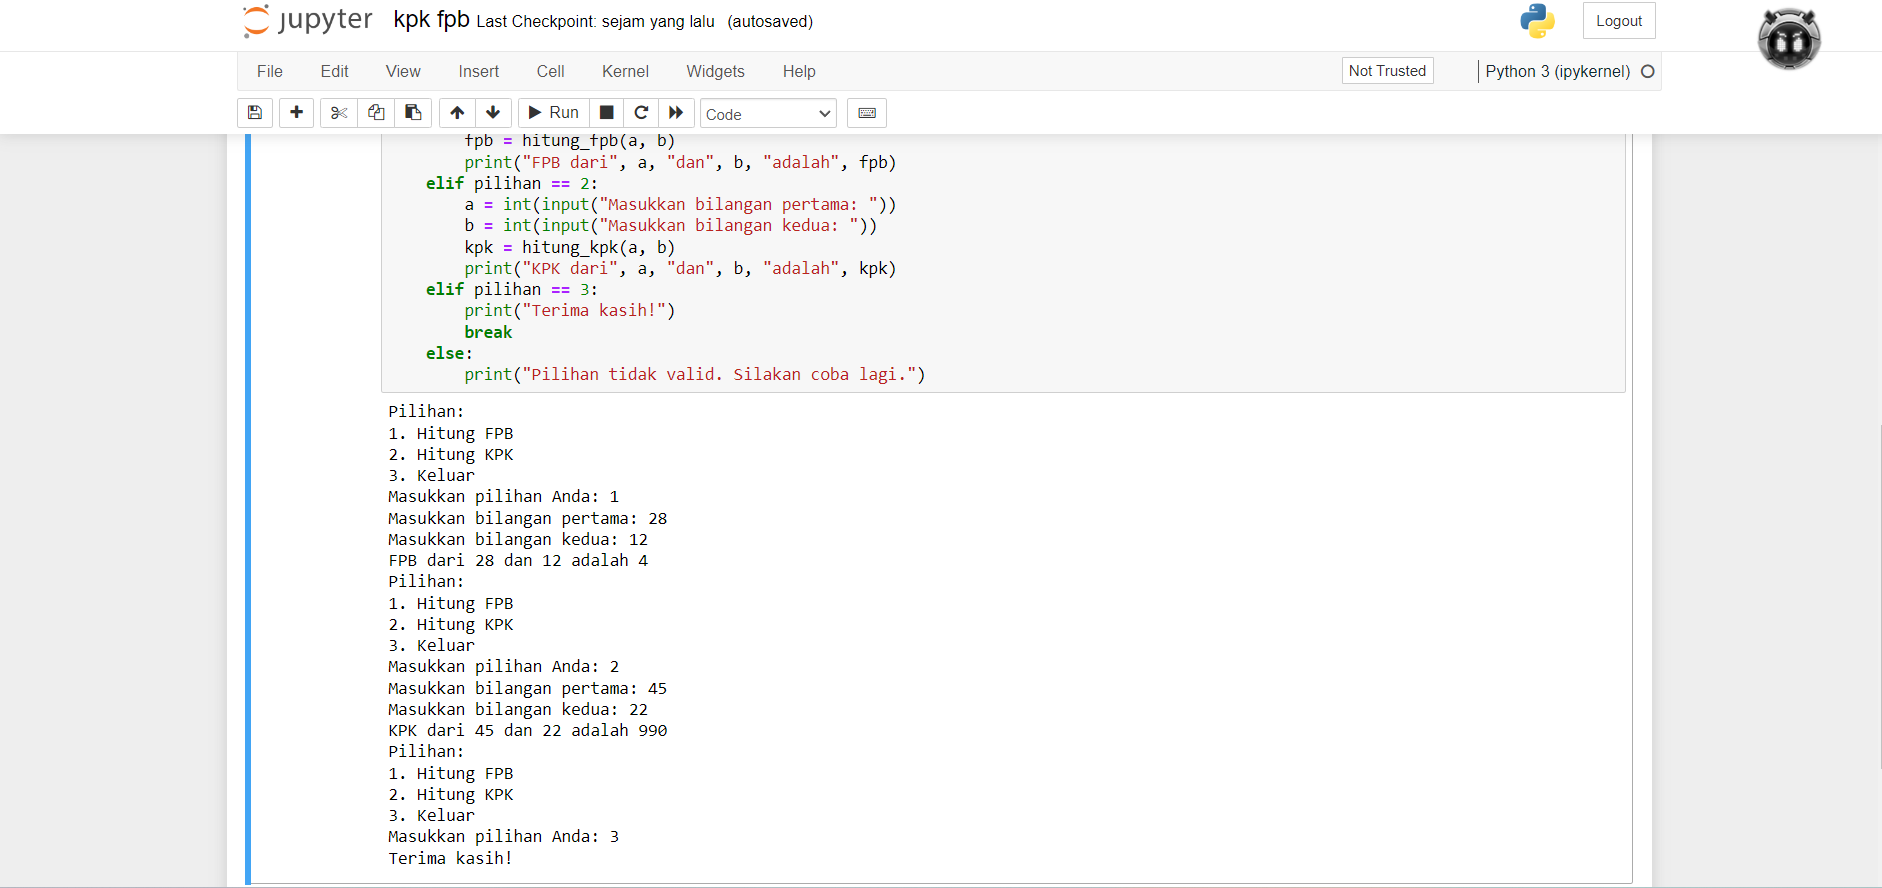 jupyter kpk fpb Last Checkpoint: sejam yang lalu (autosaved) Logout
File Edit View Insert Cell Kernel Widgets Help Not Trusted Python 3 (ipykernel)
Run Code
fpb = hitung_fpb(a, b)
print("FPB dari", a, "dan", b, "adalah", fpb)
elif pilihan == 2:
a = int(input("Masukkan bilangan pertama: "))
b = int(input("Masukkan bilangan kedua: "))
kpk = hitung_kpk(a, b)
print("KPK dari", a, "dan", b, "adalah", kpk)
elif pilihan == 3:
print("Terima kasih!")
break
else:
print("Pilihan tidak valid. Silakan coba lagi.")
Pilihan:
1. Hitung FPB
2. Hitung KPK
3. Keluar
Masukkan pilihan Anda: 1
Masukkan bilangan pertama: 28
Masukkan bilangan kedua: 12
FPB dari 28 dan 12 adalah 4
Pilihan:
1. Hitung FPB
2. Hitung KPK
3. Keluar
Masukkan pilihan Anda: 2
Masukkan bilangan pertama: 45
Masukkan bilangan kedua: 22
KPK dari 45 dan 22 adalah 990
Pilihan:
1. Hitung FPB
2. Hitung KPK
3. Keluar
Masukkan pilihan Anda: 3
Terima kasih!